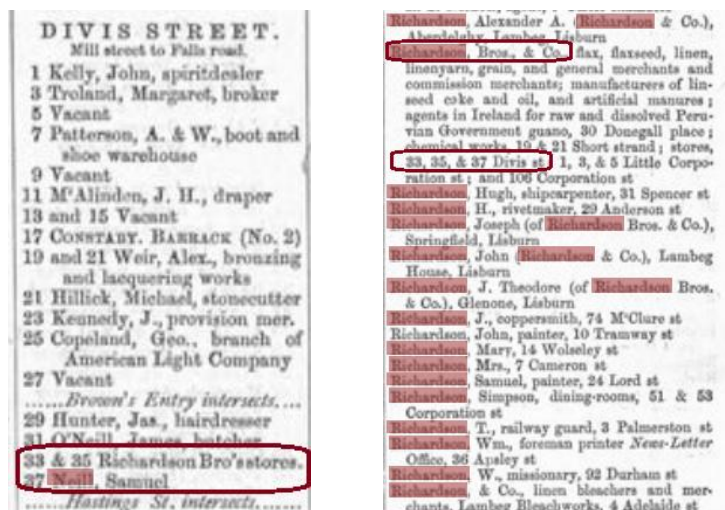 DIVIS STREET.
Mill street to Falls road.
1 Kelly, John, spiritdealer
3 Troland, Margaret, broker
5 Vacant
7 Patterson, A. & W., boot and
shoe warehouse
9 Vacant
11 M'Alinden, J. H., draper
13 and 15 Vacant
17 CONSTABY. BARRACK (No. 2)
19 and 21 Weir, Alex., bronzing
and lacquering works
21 Hillick, Michael, stonecutter
23 Kennedy, J., provision mer.
25 Copeland, Geo., branch of
American Light Company
27 Vacant
......Brown's Entry intersects.....
29 Hunter, Jas., hairdresser
31 O'Neill, James, butcher
33 & 35 Richardson Bro's stores.
37 Neill, Samuel
......Hastings St. intersects......
Richardson, Alexander A. (Richardson & Co.),
Aberdelghy, Lambeg, Lisburn
Richardson, Bros., & Co., flax, flaxseed, linen,
linenyarn, grain, and general merchants and
commission merchants; manufacturers of lin-
seed cake and oil, and artificial manures;
agents in Ireland for raw and dissolved Peru-
vian Government guano, 30 Donegall place;
chemical works, 19 & 21 Short strand; stores,
33, 35, & 37 Divis st, 1, 3, & 5 Little Corpo-
ration st; and 106 Corporation st
Richardson, Hugh, shipcarpenter, 31 Spencer st
Richardson, H., rivetmaker, 29 Anderson st
Richardson, Joseph (of Richardson Bros. & Co.),
Springfield, Lisburn
Richardson, John (Richardson & Co.), Lambeg
House, Lisburn
Richardson, J. Theodore (of Richardson Bros.
& Co.), Glenone, Lisburn
Richardson, J., coppersmith, 74 M'Clure st
Richardson, John, painter, 10 Tramway st
Richardson, Mary, 14 Wolseley st
Richardson, Mrs., 7 Cameron st
Richardson, Samuel, painter, 24 Lord st
Richardson, Simpson, dining-rooms, 51 & 53
Corporation st
Richardson, T., railway guard, 3 Palmerston st
Richardson, Wm., foreman printer News-Letter
Office, 36 Apsley st
Richardson, W., missionary, 92 Durham st
Richardson, & Co., linen bleachers and mer-
chants, Lambeg Bleachworks, 4 Adelaide st